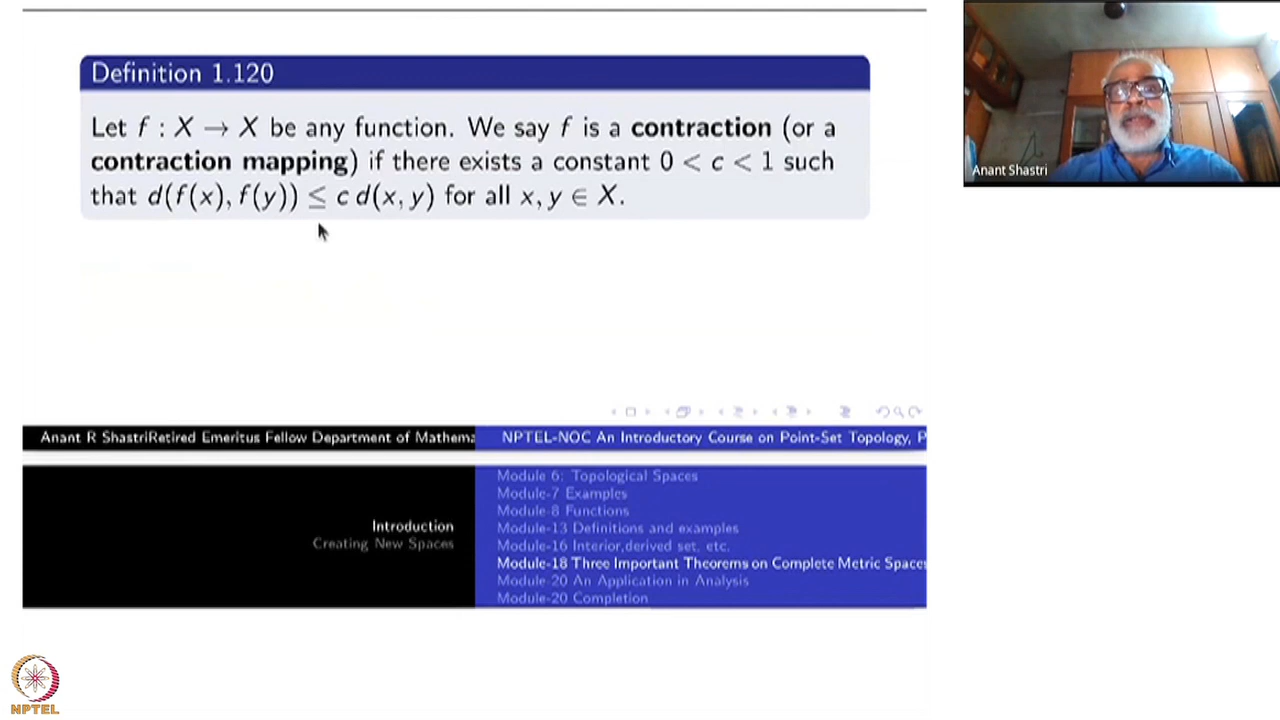 Definition 1.120
Let f : X → X be any function. We say f is a contraction (or a
contraction mapping) if there exists a constant 0 < c < 1 such
that d(f(x), f(y)) ≤ c d(x, y) for all x, y ∈ X.
Anant Shastri
Anant R ShastriRetired Emeritus Fellow Department of Mathema
NPTEL-NOC An Introductory Course on Point-Set Topology, P
Introduction
Creating New Spaces
Module 6: Topological Spaces
Module-7 Examples
Module-8 Functions
Module-13 Definitions and examples
Module-16 Interior,derived set, etc.
Module-18 Three Important Theorems on Complete Metric Spaces
Module-20 An Application in Analysis
Module-20 Completion
NPTEL